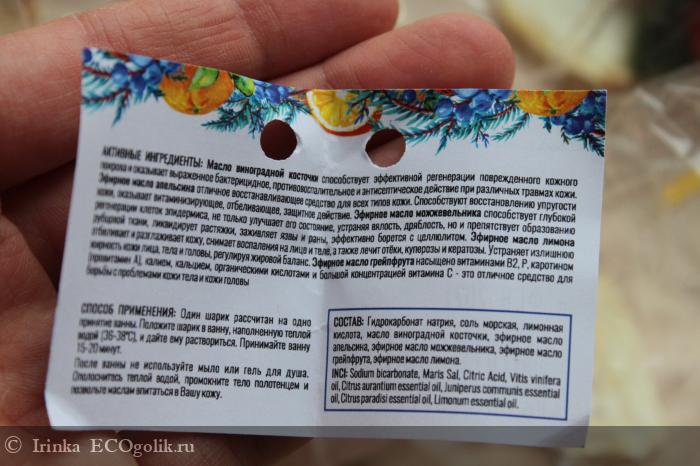 АКТИВНЫЕ ИНГРЕДИЕНТЫ: Масло виноградной косточки способствует эффективной регенерации поврежденного кожного
покрова и оказывает выраженное бактерицидное, противовоспалительное и антисептическое действие при различных травмах кожи.
Эфирное масло апельсина отличное восстанавливающее средство для всех типов кожи. Способствуют восстановлению упругости
кожи, оказывает витаминизирующее, отбеливающее, защитное действие. Эфирное масло можжевельника способствует глубокой
регенерации клеток эпидермиса, не только улучшает его состояние, устраняя вялость, дряблость, но и препятствует образованию
рубцовой ткани, ликвидирует растяжки, заживляет язвы и раны, эффективно борется с целлюлитом. Эфирное масло лимона
отбеливает и разглаживает кожу, снимает воспаления на лице и теле, а также лечит отёки, куперозы и кератозы. Устраняет излишнюю
жирность кожи лица, тела и головы, регулируя жировой баланс. Эфирное масло грейпфрута насыщено витаминами В2, Р, каротином
(провитамин А), калием, кальцием, органическими кислотами и большой концентрацией витамина С - это отличное средство для
борьбы с проблемами кожи тела и кожи головы
СПОСОБ ПРИМЕНЕНИЯ: Один шарик рассчитан на одно
принятие ванны. Положите шарик в ванну, наполненную теплой
водой (36-38°С), и дайте ему раствориться. Принимайте ванну
15-20 минут.
После ванны не используйте мыло или гель для душа.
Ополоснитесь теплой водой, промокните тело полотенцем и
позвольте маслам впитаться в Вашу кожу.
СОСТАВ: Гидрокарбонат натрия, соль морская, лимонная
кислота, масло виноградной косточки, эфирное масло
апельсина, эфирное масло можжевельника, эфирное масло
грейпфрута, эфирное масло лимона.
INCI: Sodium bicarbonate, Maris Sal, Citric Acid, Vitis vinifera
oil, Citrus aurantium essential oil, Juniperus communis essential
oil, Citrus paradisi essential oil, Limonum essential oil.
© Irinka ECOgolik.ru